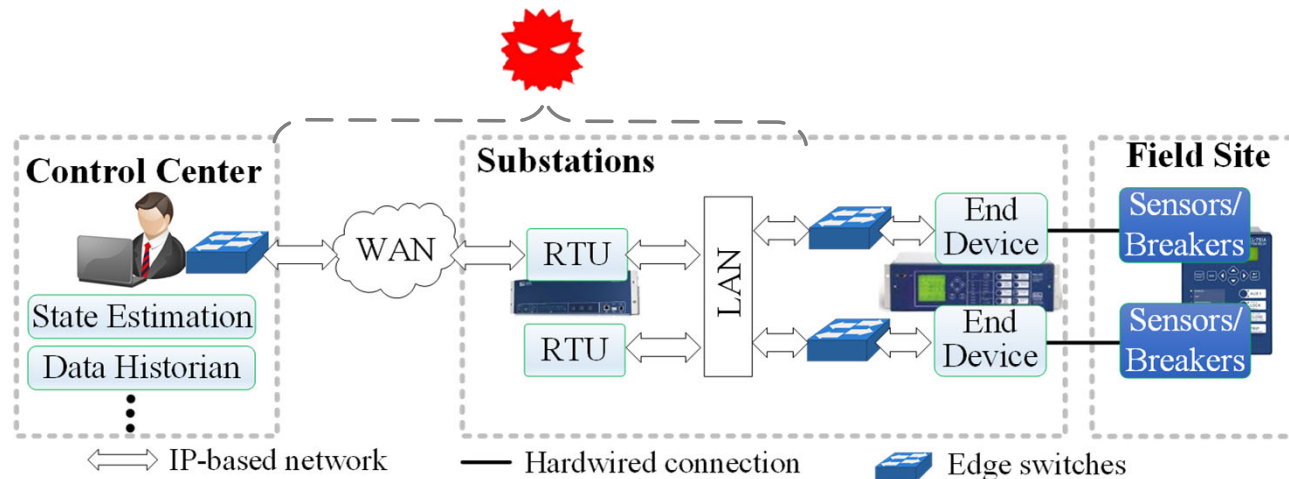 Control Center
State Estimation
Data Historian
WAN
Substations
RTU
RTU
LAN
End
Device
End
Device
Field Site
Sensors/
Breakers
Sensors/
Breakers
IP-based network
Hardwired connection
Edge switches